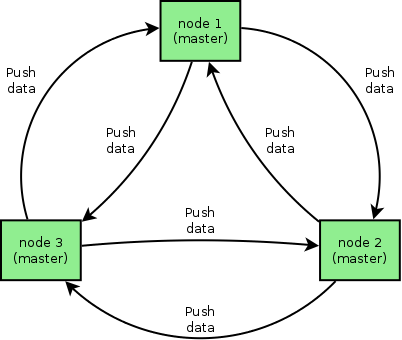 node 1
(master)
Push
data
Push
data
Push
data
Push
data
Push
data
node 3
(master)
node 2
(master)
Push
data